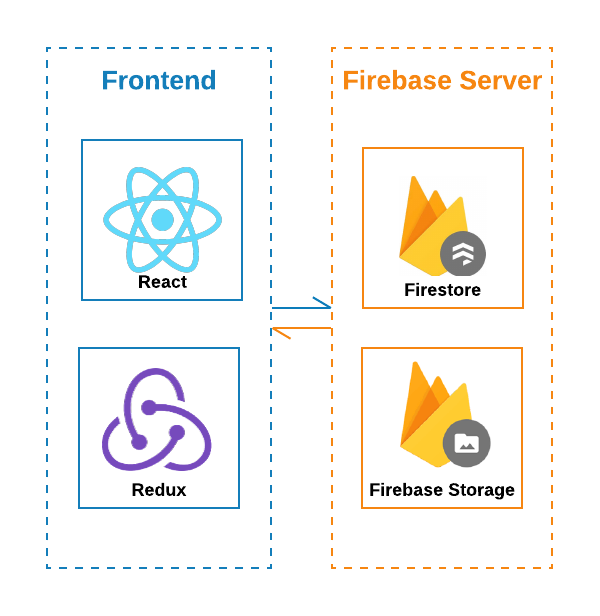 Frontend
React
Redux
Firebase Server
Firestore
Firebase Storage